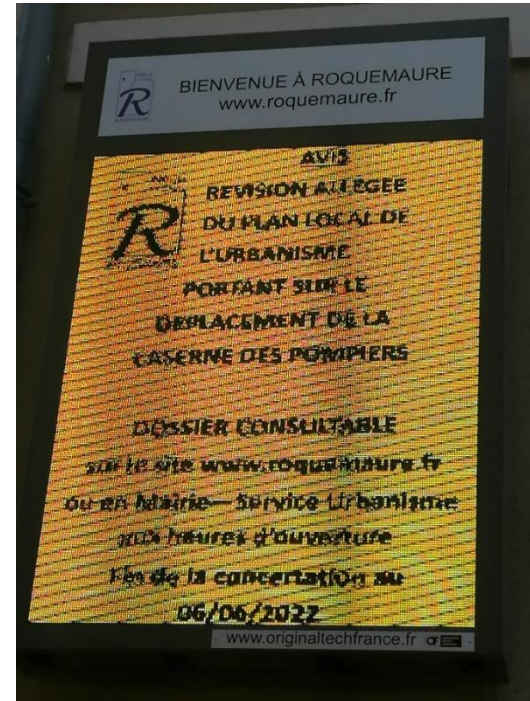 BIENVENUE À ROQUEMAURE
www.roquemaure.fr
R
AVIS
REVISION ALLEGEE
DU PLAN LOCAL DE
L'URBANISME
PORTANT SUR LE
DEPLACEMENT DE LA
CASERNE DES POMPIERS
DOSSIER CONSULTABLE
sur le site www.roquemaure.fr
ou en Mairie—Service Urbanisme
aux heures d'ouverture
de la concertation au
06/06/2022
www.originaltechfrance.fr